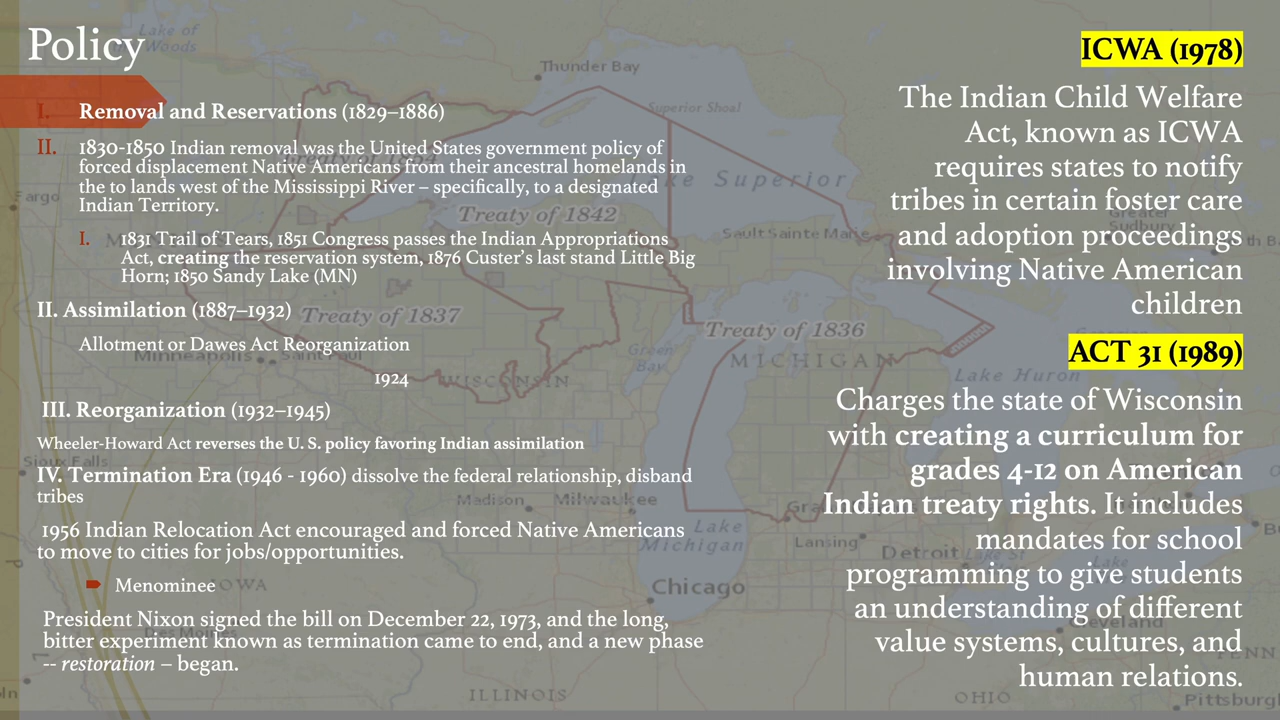 Policy
I. Removal and Reservations (1829–1886)
II. 1830-1850 Indian removal was the United States government policy of
forced displacement Native Americans from their ancestral homelands in
the to lands west of the Mississippi River – specifically, to a designated
Indian Territory.
I. 1831 Trail of Tears, 1851 Congress passes the Indian Appropriations
Act, creating the reservation system, 1876 Custer's last stand Little Big
Horn; 1850 Sandy Lake (MN)
II. Assimilation (1887–1932)
Allotment or Dawes Act Reorganization
1924
III. Reorganization (1932–1945)
Wheeler-Howard Act reverses the U. S. policy favoring Indian assimilation
IV. Termination Era (1946 - 1960) dissolve the federal relationship, disband
tribes
1956 Indian Relocation Act encouraged and forced Native Americans
to move to cities for jobs/opportunities.
Menominee
President Nixon signed the bill on December 22, 1973, and the long,
bitter experiment known as termination came to end, and a new phase
-- restoration – began.
ICWA (1978)
The Indian Child Welfare
Act, known as ICWA
requires states to notify
tribes in certain foster care
and adoption proceedings
involving Native American
children
ACT 31 (1989)
Charges the state of Wisconsin
with creating a curriculum for
grades 4-12 on American
Indian treaty rights. It includes
mandates for school
programming to give students
an understanding of different
value systems, cultures, and
human relations.
Lake of
the Woods
Thunder Bay
Superior Shoal
Treaty of 1854
Lake Superior
Fargo
Treaty of 1842
Sault Sainte Marie
Greater
Sudbury
Treaty of 1837
Treaty of 1836
Minneapolis
Saint Paul
Green
Bay
MICHIGAN
WISCONSIN
Lake Huron
Sioux Falls
Madison
Milwaukee
Lake
Michigan
Lansing
Detroit
Lake St
Chicago
IOWA
Des Moines
Cleveland
ILLINOIS
OHIO
PENN
Pittsburg